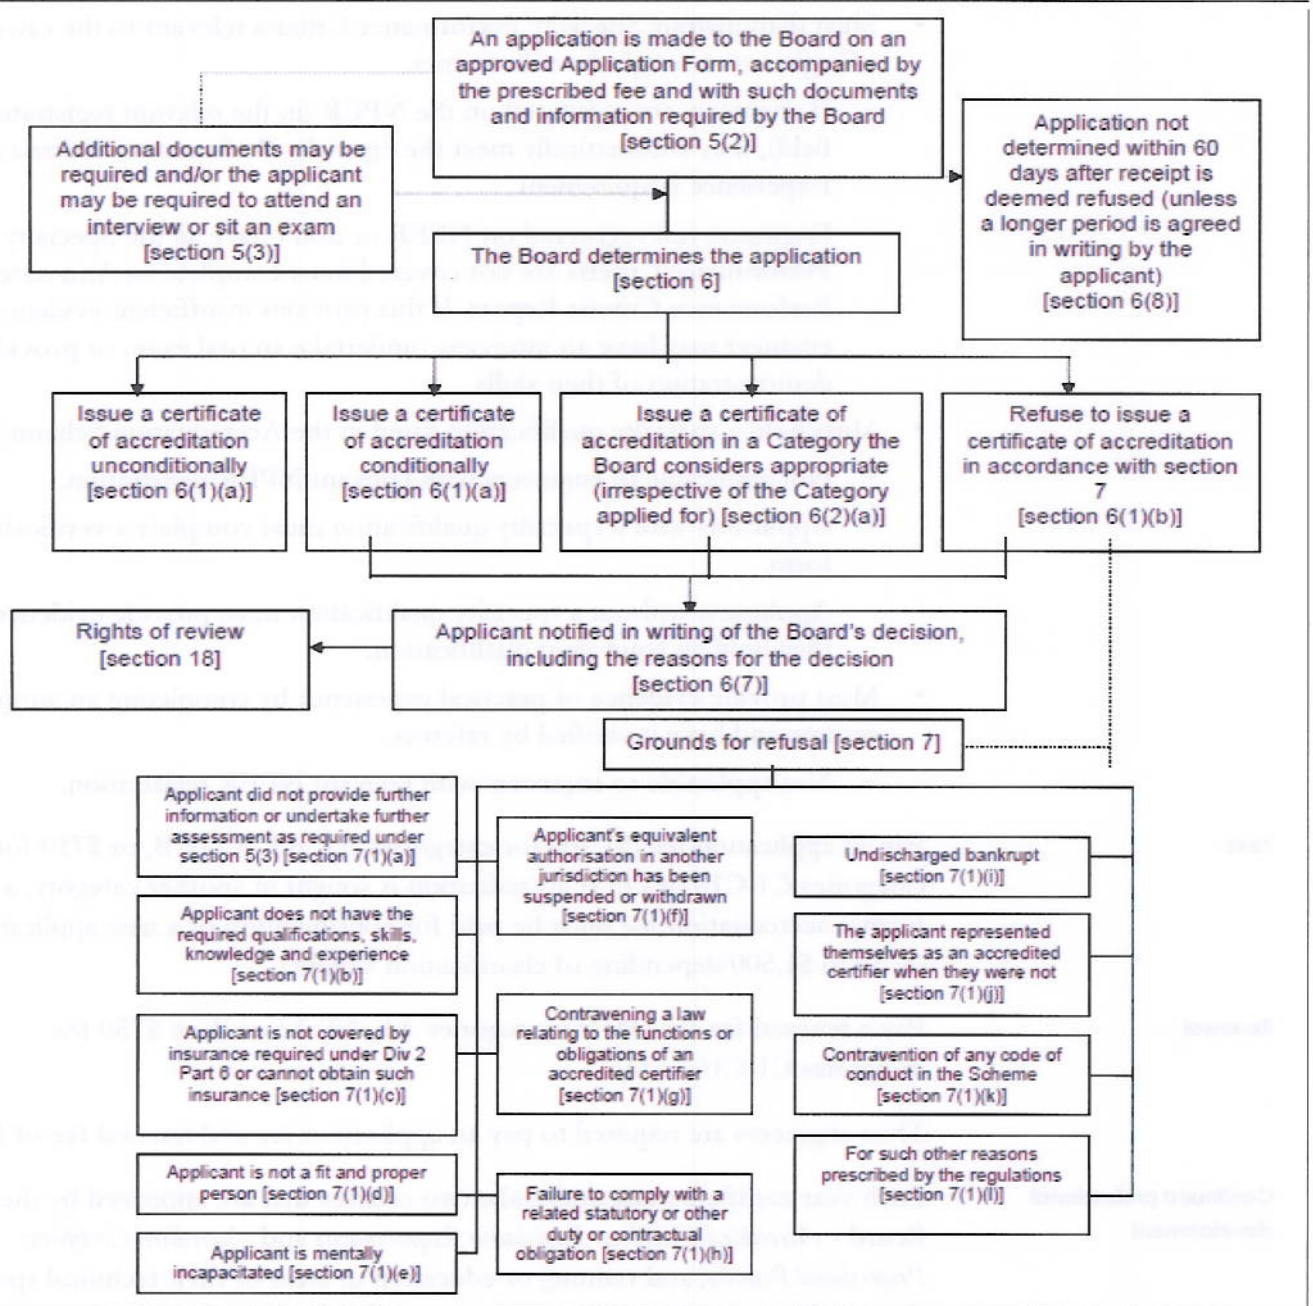 An application is made to the Board on an
approved Application Form, accompanied by
the prescribed fee and with such documents
and information required by the Board
[section 5(2)]
Additional documents may be
required and/or the applicant
may be required to attend an
interview or sit an exam
[section 5(3)]
Application not
determined within 60
days after receipt is
deemed refused (unless
a longer period is agreed
in writing by the
applicant)
[section 6(8)]
The Board determines the application
[section 6]
Issue a certificate
of accreditation
unconditionally
[section 6(1)(a)]
Issue a certificate
of accreditation
conditionally
[section 6(1)(a)]
Issue a certificate of
accreditation in a Category the
Board considers appropriate
(irrespective of the Category
applied for) [section 6(2)(a)]
Refuse to issue a
certificate of accreditation
in accordance with section
7
[section 6(1)(b)]
Rights of review
[section 18]
Applicant notified in writing of the Board's decision,
including the reasons for the decision
[section 6(7)]
Grounds for refusal [section 7]
Applicant did not provide further
information or undertake further
assessment as required under
section 5(3) [section 7(1)(a)]
Applicant does not have the
required qualifications, skills,
knowledge and experience
[section 7(1)(b)]
Applicant is not covered by
insurance required under Div 2
Part 6 or cannot obtain such
insurance [section 7(1)(c)]
Applicant is not a fit and proper
person [section 7(1)(d)]
Applicant is mentally
incapacitated [section 7(1)(e)]
Applicant's equivalent
authorisation in another
jurisdiction has been
suspended or withdrawn
[section 7(1)(f)]
Contravening a law
relating to the functions or
obligations of an
accredited certifier
[section 7(1)(g)]
Failure to comply with a
related statutory or other
duty or contractual
obligation [section 7(1)(h)]
Undischarged bankrupt
[section 7(1)(i)]
The applicant represented
themselves as an accredited
certifier when they were not
[section 7(1)(j)]
Contravention of any code of
conduct in the Scheme
[section 7(1)(k)]
For such other reasons
prescribed by the regulations
[section 7(1)(l)]